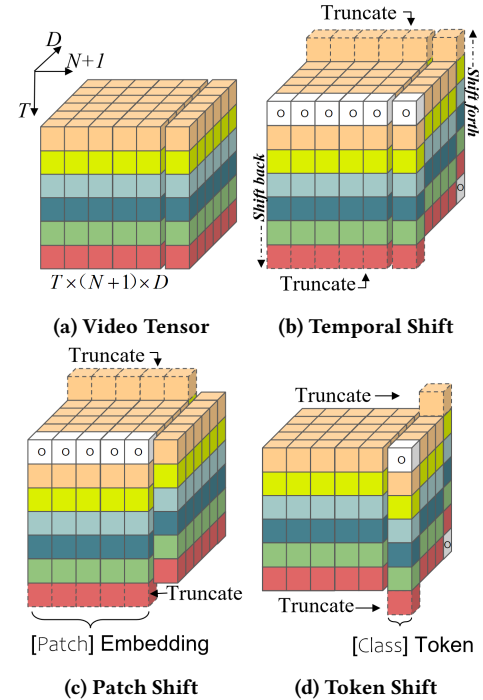 D
N+1
T
T×(N+1)×D
(a) Video Tensor
Truncate
Shift forth
O O O O O O O
Shift back
O
Truncate
(b) Temporal Shift
Truncate
O O O O O
Truncate
[Patch] Embedding
(c) Patch Shift
Truncate
O
O
Truncate
[Class] Token
(d) Token Shift